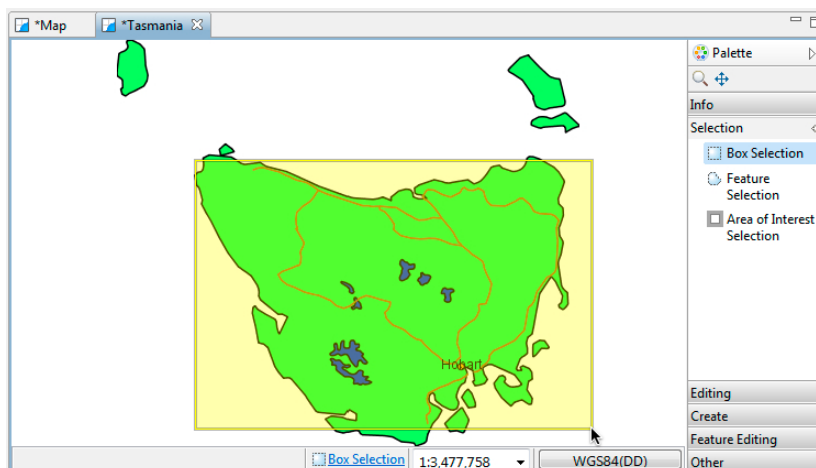 *Map
*Tasmania
Palette
Info
Selection
Box Selection
Feature
Selection
Area of Interest
Selection
Hobart
Editing
Create
Feature Editing
Other
Box Selection
1:3,477,758
WGS84(DD)